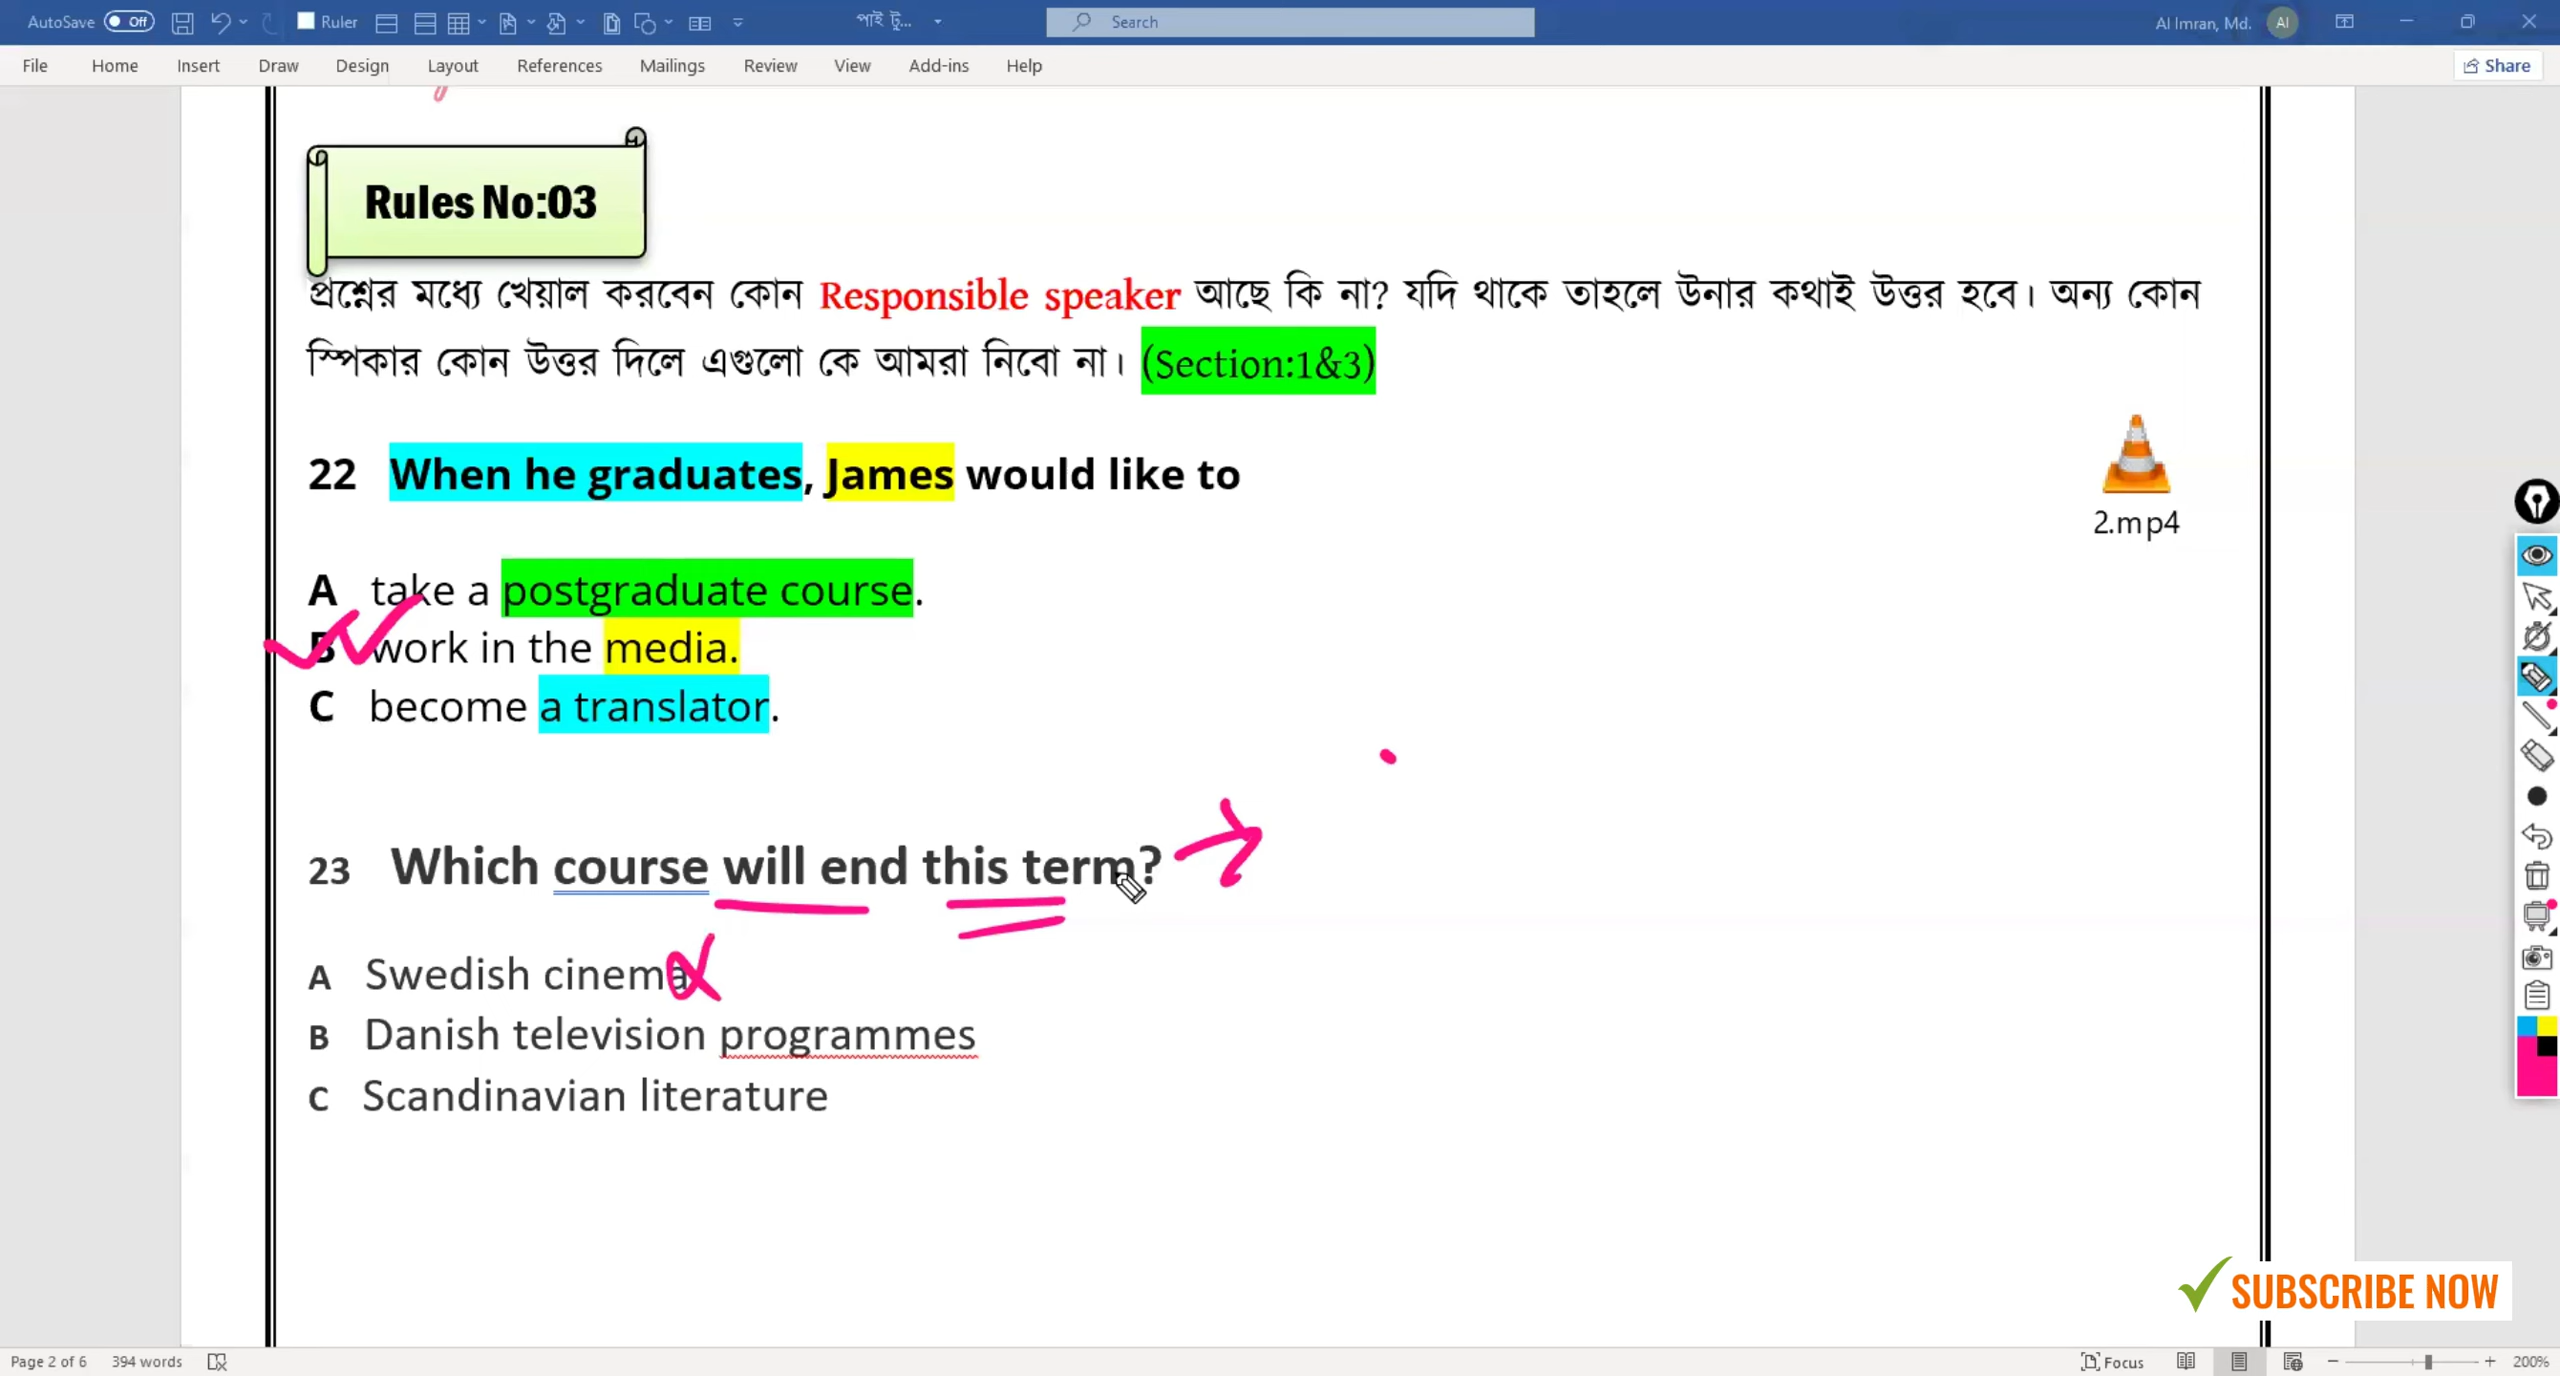 AutoSave Off Ruler পাই টু... Search Al Imran, Md. AI
File Home Insert Draw Design Layout References Mailings Review View Add-ins Help Share
Rules No:03
প্রশ্নের মধ্যে খেয়াল করবেন কোন Responsible speaker আছে কি না? যদি থাকে তাহলে উনার কথাই উত্তর হবে। অন্য কোন
স্পিকার কোন উত্তর দিলে এগুলো কে আমরা নিবো না। (Section:1&3)
22 When he graduates, James would like to
2.mp4
A take a postgraduate course.
B work in the media.
C become a translator.
23 Which course will end this term?
A Swedish cinema
B Danish television programmes
C Scandinavian literature
SUBSCRIBE NOW
Page 2 of 6 394 words Focus 200%